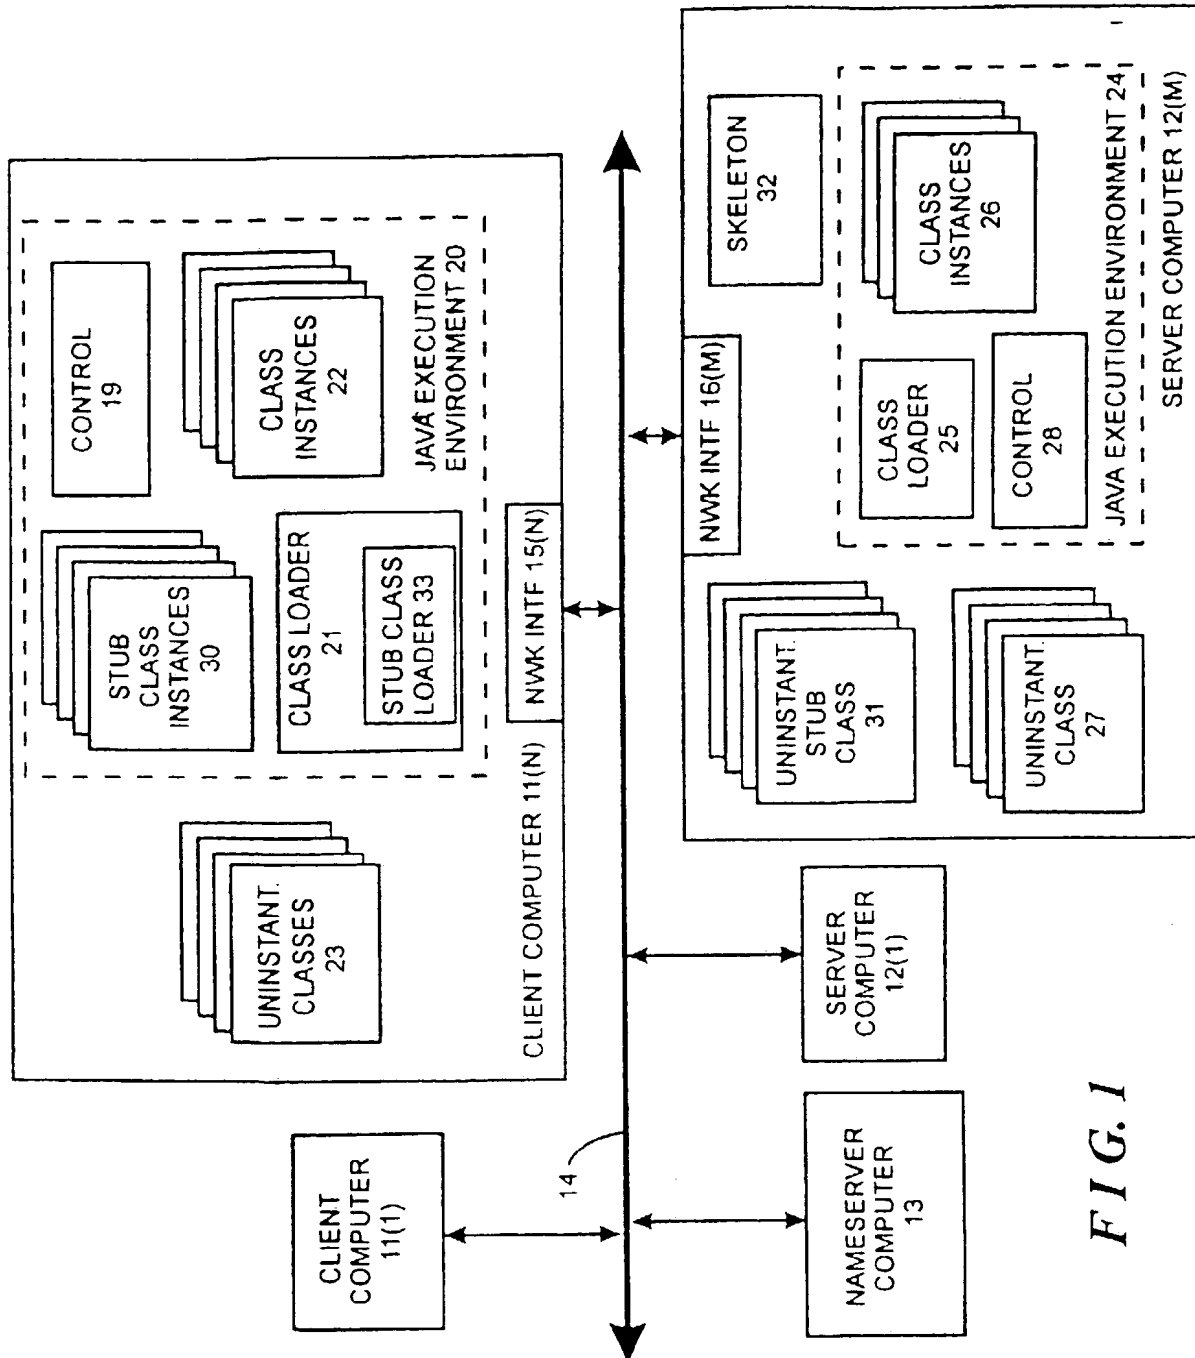 CLIENT
COMPUTER
11(1)
UNINSTANT.
CLASSES
23
STUB
CLASS
INSTANCES
30
CONTROL
19
CLASS LOADER
21
STUB CLASS
LOADER 33
CLASS
INSTANCES
22
JAVA EXECUTION
ENVIRONMENT 20
CLIENT COMPUTER 11(N)
NWK INTF 15(N)
14
NAMESERVER
COMPUTER
13
SERVER
COMPUTER
12(1)
NWK INTF 16(M)
UNINSTANT.
STUB
CLASS
31
UNINSTANT.
CLASS
27
SKELETON
32
CLASS
LOADER
25
CLASS
INSTANCES
26
CONTROL
28
JAVA EXECUTION ENVIRONMENT 24
SERVER COMPUTER 12(M)
FIG. 1